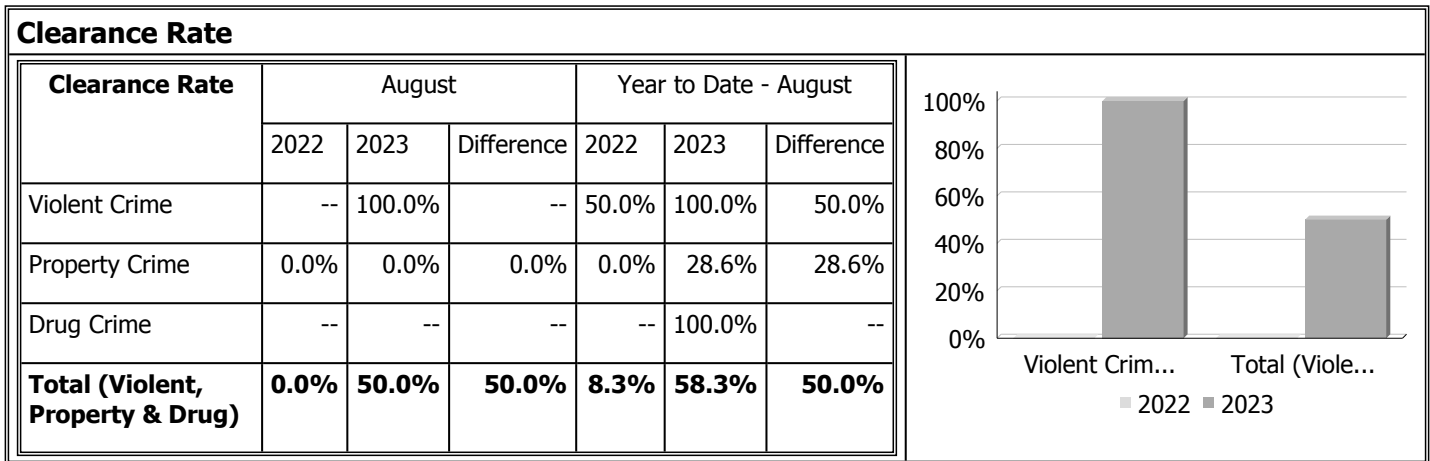 Clearance Rate
Clearance Rate August Year to Date - August
2022 2023 Difference 2022 2023 Difference
Violent Crime -- 100.0% -- 50.0% 100.0% 50.0%
Property Crime 0.0% 0.0% 0.0% 0.0% 28.6% 28.6%
Drug Crime -- -- -- -- 100.0% --
Total (Violent, 0.0% 50.0% 50.0% 8.3% 58.3% 50.0%
Property & Drug)
100%
80%
60%
40%
20%
0%
Violent Crim... Total (Viole...
2022 2023